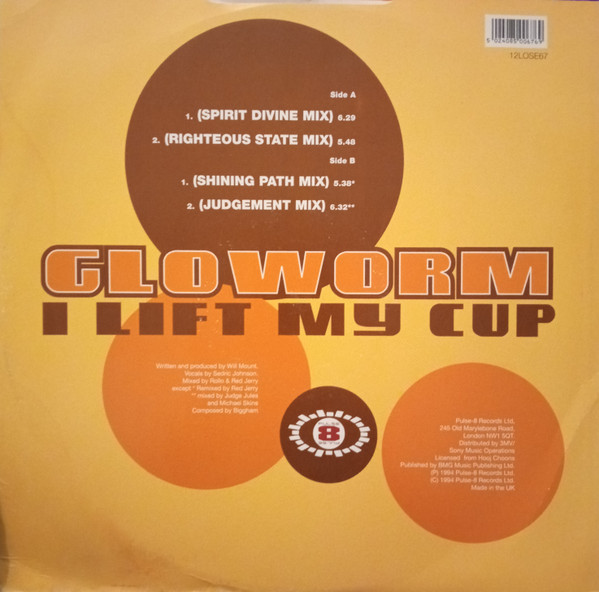 5 024085 006769
12LOSE67
Side A
1. (SPIRIT DIVINE MIX) 6.29
2. (RIGHTEOUS STATE MIX) 5.48
Side B
1. (SHINING PATH MIX) 5.38*
2. (JUDGEMENT MIX) 6.32**
GLOWORM
I LIFT MY CUP
Written and produced by Will Mount.
Vocals by Sedric Johnson.
Mixed by Rollo & Red Jerry
except * Remixed by Red Jerry
** mixed by Judge Jules
and Michael Skins
Composed by Biggham
PULSE
8
Pulse-8 Records Ltd,
245 Old Marylebone Road,
London NW1 5QT.
Distributed by 3MV/
Sony Music Operations
Licensed from Hooj Choons
Published by BMG Music Publishing Ltd.
(P) 1994 Pulse-8 Records Ltd.
(C) 1994 Pulse-8 Records Ltd.
Made in the UK